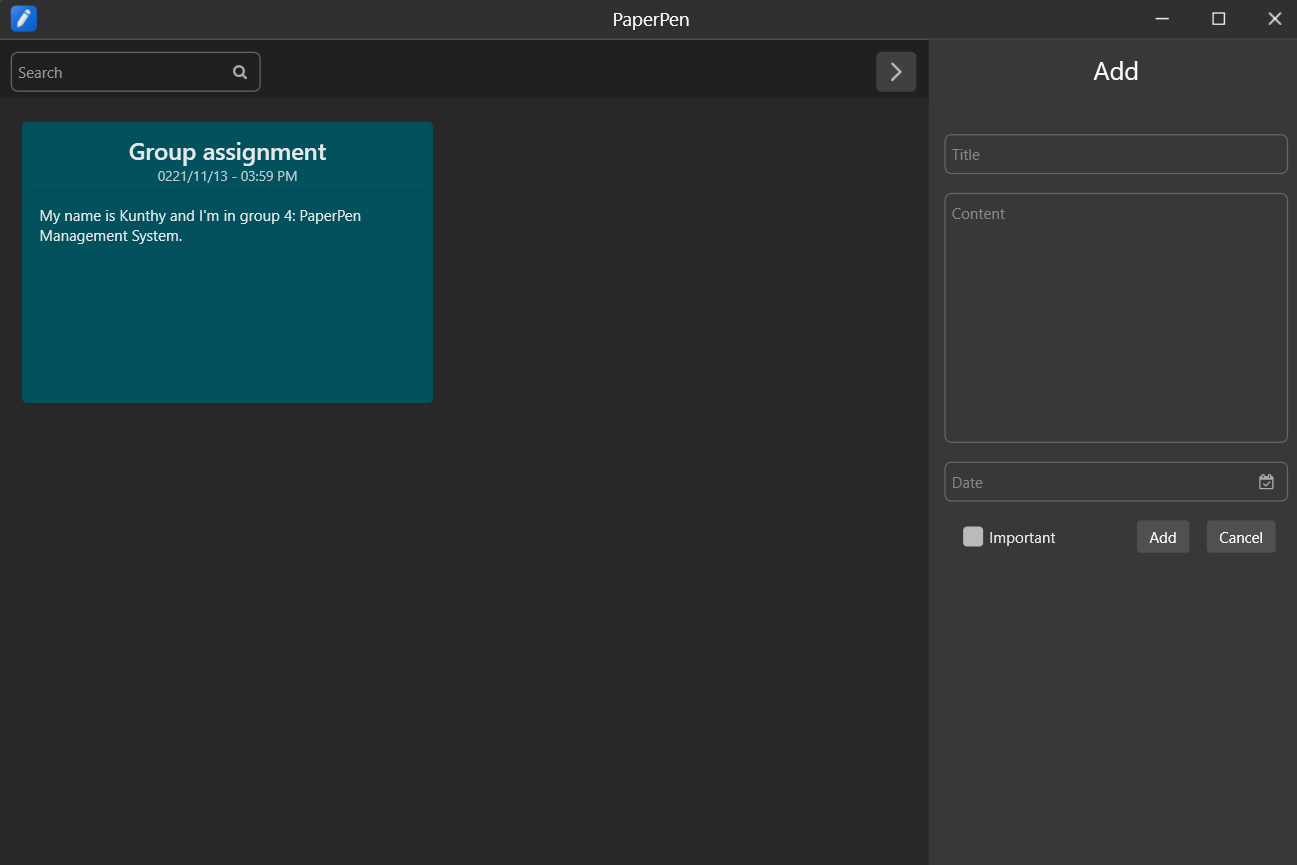 PaperPen
Search
Group assignment
0221/11/13 - 03:59 PM
My name is Kunthy and I'm in group 4: PaperPen
Management System.
Add
Title
Content
Date
Important
Add
Cancel